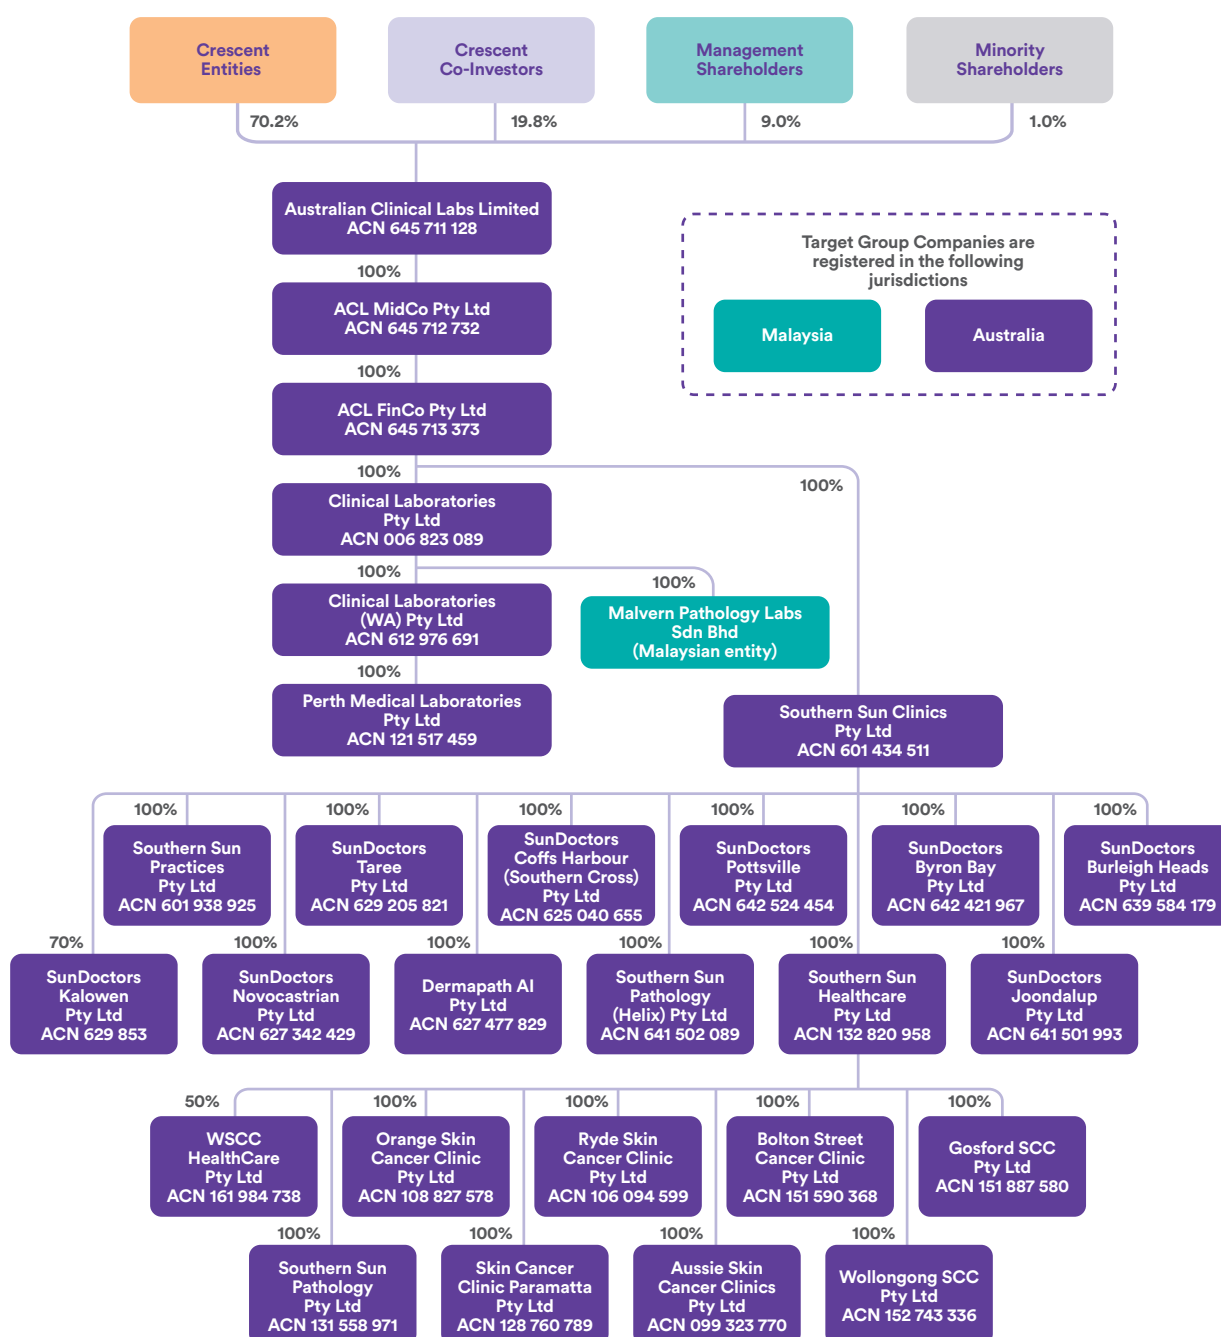 Crescent
Entities
Crescent
Co-Investors
Management
Shareholders
Minority
Shareholders
70.2%
19.8%
9.0%
1.0%
Australian Clinical Labs Limited
ACN 645 711 128
Target Group Companies are
registered in the following
jurisdictions
Malaysia
Australia
100%
ACL MidCo Pty Ltd
ACN 645 712 732
100%
ACL FinCo Pty Ltd
ACN 645 713 373
100%
100%
Clinical Laboratories
Pty Ltd
ACN 006 823 089
100%
100%
Clinical Laboratories
(WA) Pty Ltd
ACN 612 976 691
Malvern Pathology Labs
Sdn Bhd
(Malaysian entity)
100%
Perth Medical Laboratories
Pty Ltd
ACN 121 517 459
Southern Sun Clinics
Pty Ltd
ACN 601 434 511
100%
100%
100%
100%
100%
100%
Southern Sun
Practices
Pty Ltd
ACN 601 938 925
SunDoctors
Taree
Pty Ltd
ACN 629 205 821
SunDoctors
Coffs Harbour
(Southern Cross)
Pty Ltd
ACN 625 040 655
SunDoctors
Pottsville
Pty Ltd
ACN 642 524 454
SunDoctors
Byron Bay
Pty Ltd
ACN 642 421 967
SunDoctors
Burleigh Heads
Pty Ltd
ACN 639 584 179
70%
100%
100%
100%
100%
100%
SunDoctors
Kalowen
Pty Ltd
ACN 629 853
SunDoctors
Novocastrian
Pty Ltd
ACN 627 342 429
Dermapath AI
Pty Ltd
ACN 627 477 829
Southern Sun
Pathology
(Helix) Pty Ltd
ACN 641 502 089
Southern Sun
Healthcare
Pty Ltd
ACN 132 820 958
SunDoctors
Joondalup
Pty Ltd
ACN 641 501 993
50%
100%
100%
100%
100%
WSCC
HealthCare
Pty Ltd
ACN 161 984 738
Orange Skin
Cancer Clinic
Pty Ltd
ACN 108 827 578
Ryde Skin
Cancer Clinic
Pty Ltd
ACN 106 094 599
Bolton Street
Cancer Clinic
Pty Ltd
ACN 151 590 368
Gosford SCC
Pty Ltd
ACN 151 887 580
100%
100%
100%
100%
Southern Sun
Pathology
Pty Ltd
ACN 131 558 971
Skin Cancer
Clinic Paramatta
Pty Ltd
ACN 128 760 789
Aussie Skin
Cancer Clinics
Pty Ltd
ACN 099 323 770
Wollongong SCC
Pty Ltd
ACN 152 743 336